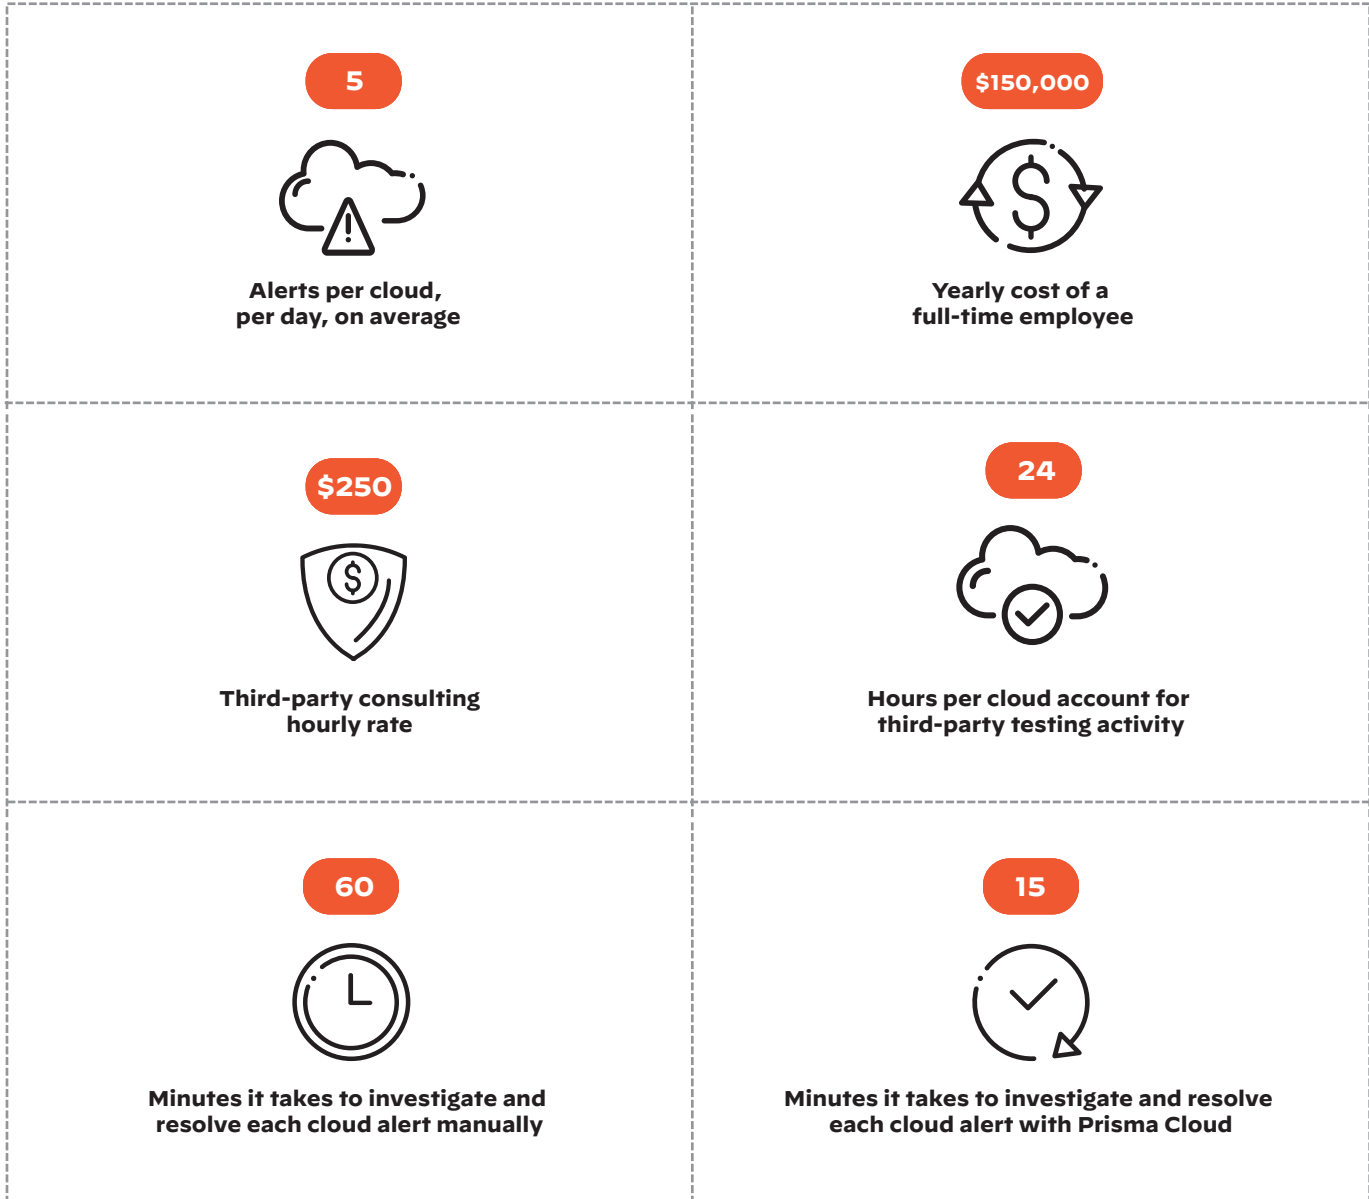 5
Alerts per cloud,
per day, on average
$150,000
Yearly cost of a
full-time employee
$250
Third-party consulting
hourly rate
24
Hours per cloud account for
third-party testing activity
60
Minutes it takes to investigate and
resolve each cloud alert manually
15
Minutes it takes to investigate and resolve
each cloud alert with Prisma Cloud